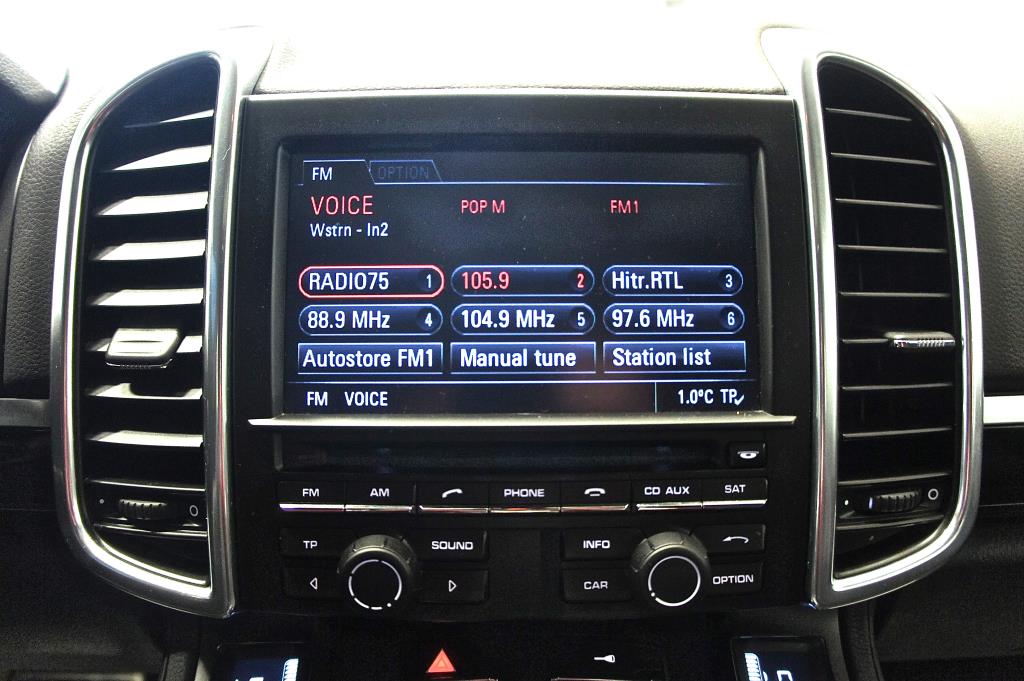 FM OPTION
VOICE POP M FM1
Wstrn - In2
RADIO75 1 105.9 2 Hitr.RTL 3
88.9 MHz 4 104.9 MHz 5 97.6 MHz 6
Autostore FM1 Manual tune Station list
FM VOICE 1.0°C TP
FM AM PHONE CD AUX SAT
TP SOUND INFO
CAR OPTION